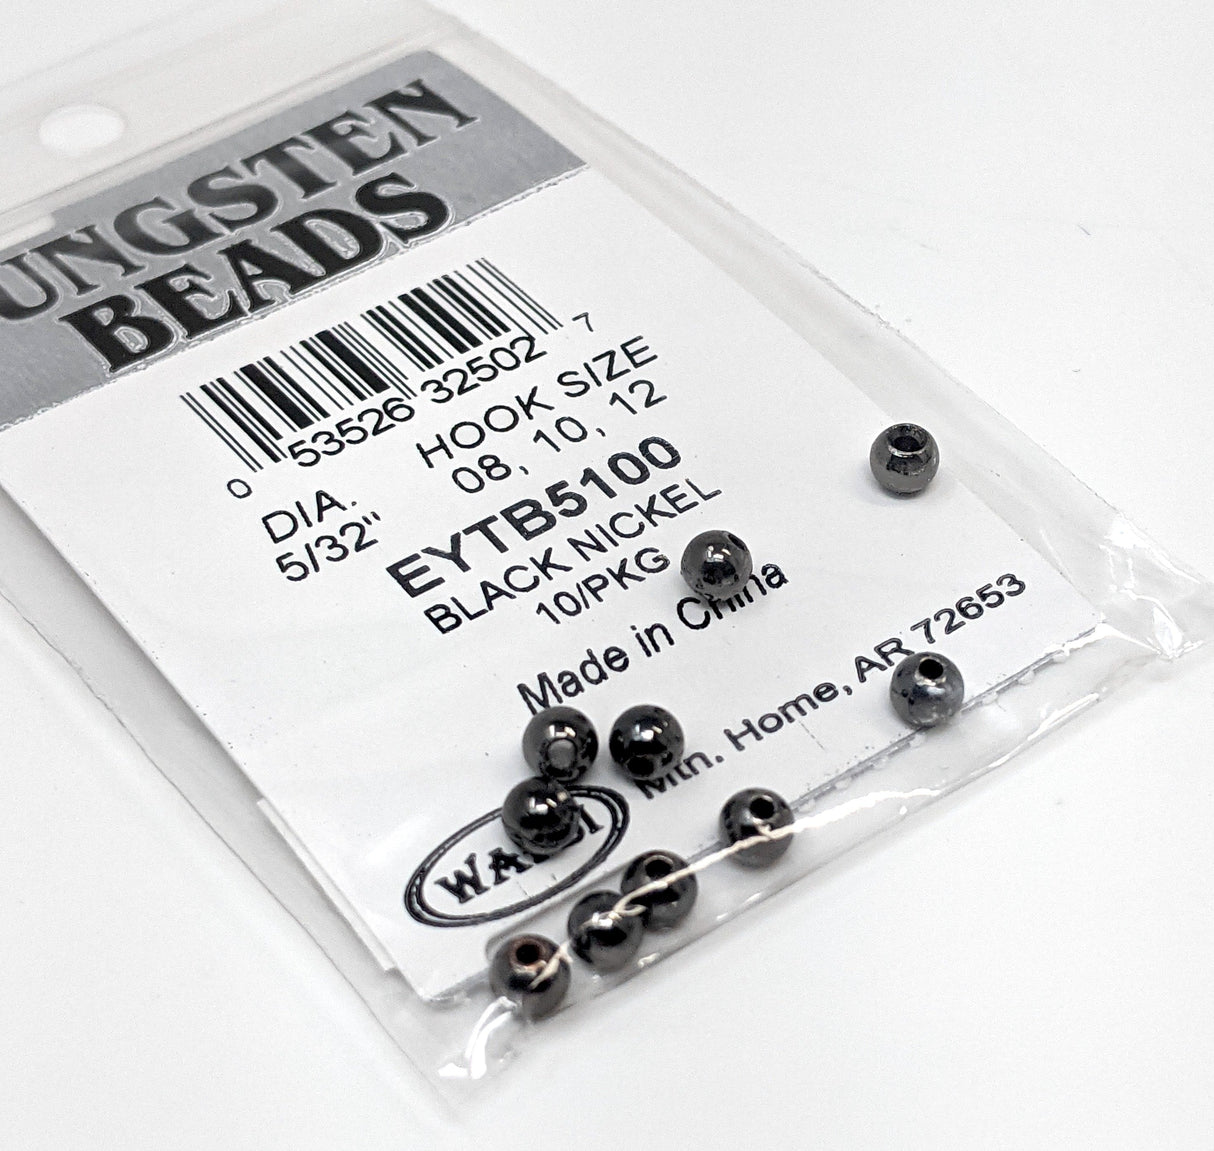 UNGSTEN
BEADS
0 53526 32502 7
DIA.
5/32"
HOOK SIZE
08, 10, 12
EYTB5100
BLACK NICKEL
10/PKG
Made in China
Mtn. Home, AR 72653